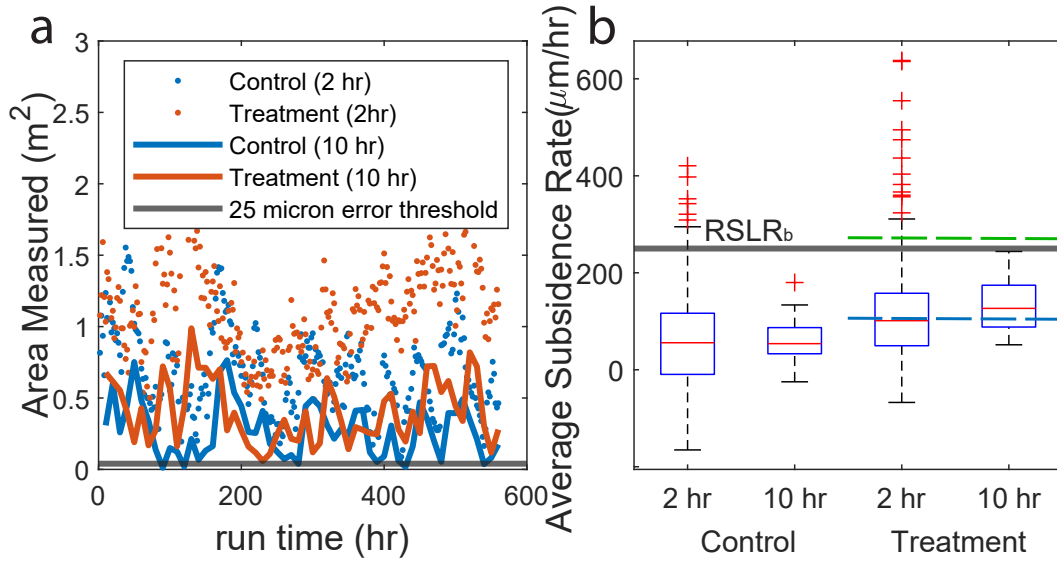 a
3
2.5
2
1.5
1
0.5
0
Area Measured (m2)
Control (2 hr)
Treatment (2hr)
Control (10 hr)
Treatment (10 hr)
25 micron error threshold
0 200 400 600
run time (hr)
b
600
400
200
0
Average Subsidence Rate(μm/hr)
RSLRb
2 hr 10 hr 2 hr 10 hr
Control Treatment